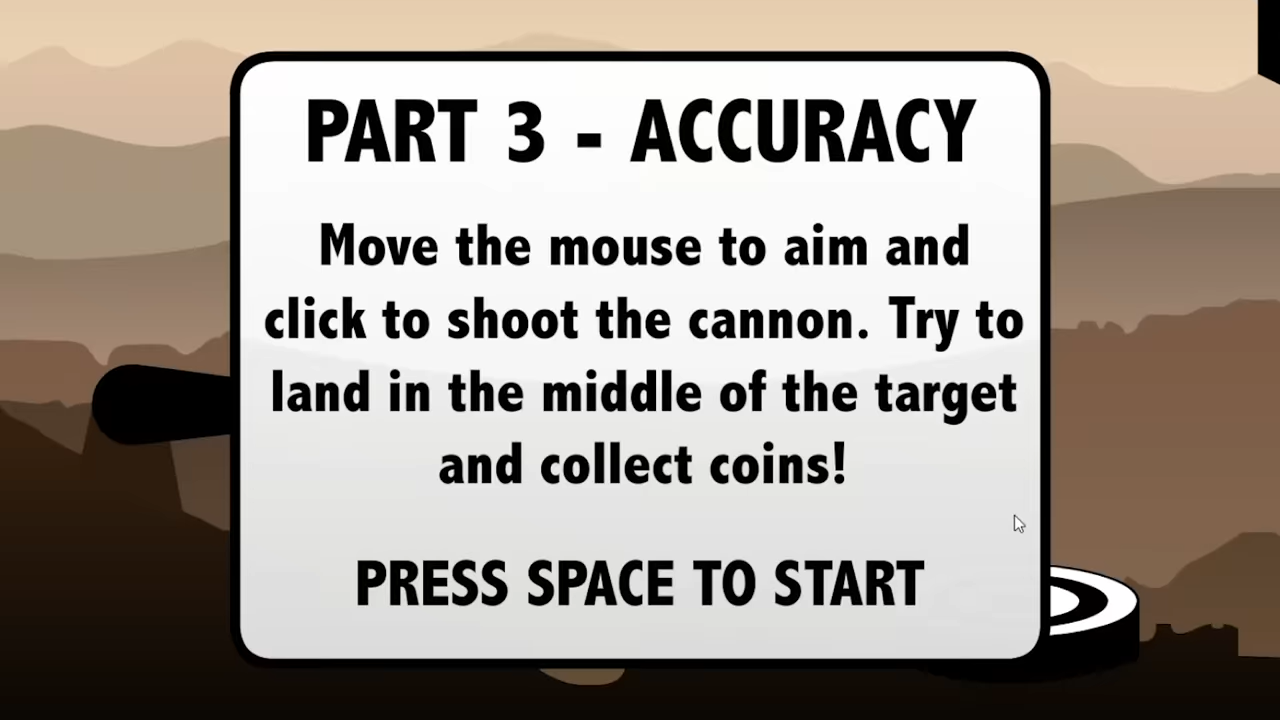 PART 3 - ACCURACY
Move the mouse to aim and
click to shoot the cannon. Try to
land in the middle of the target
and collect coins!
PRESS SPACE TO START